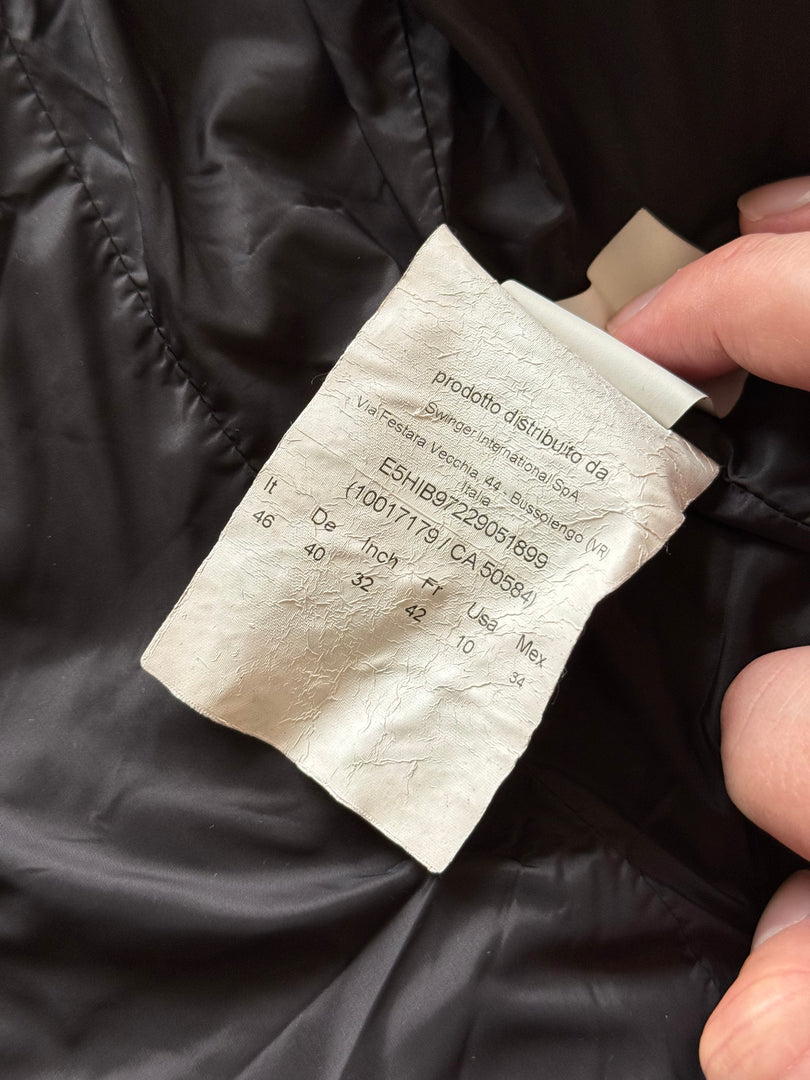 prodotto distribuito da
Swinger International SpA
Via Festara Vecchia, 44 - Bussolengo (VR)
Italia
E5HIB97229051899
(10017179 / CA 50584)
It De Inch Fr Usa Mex
46 40 32 42 10 34